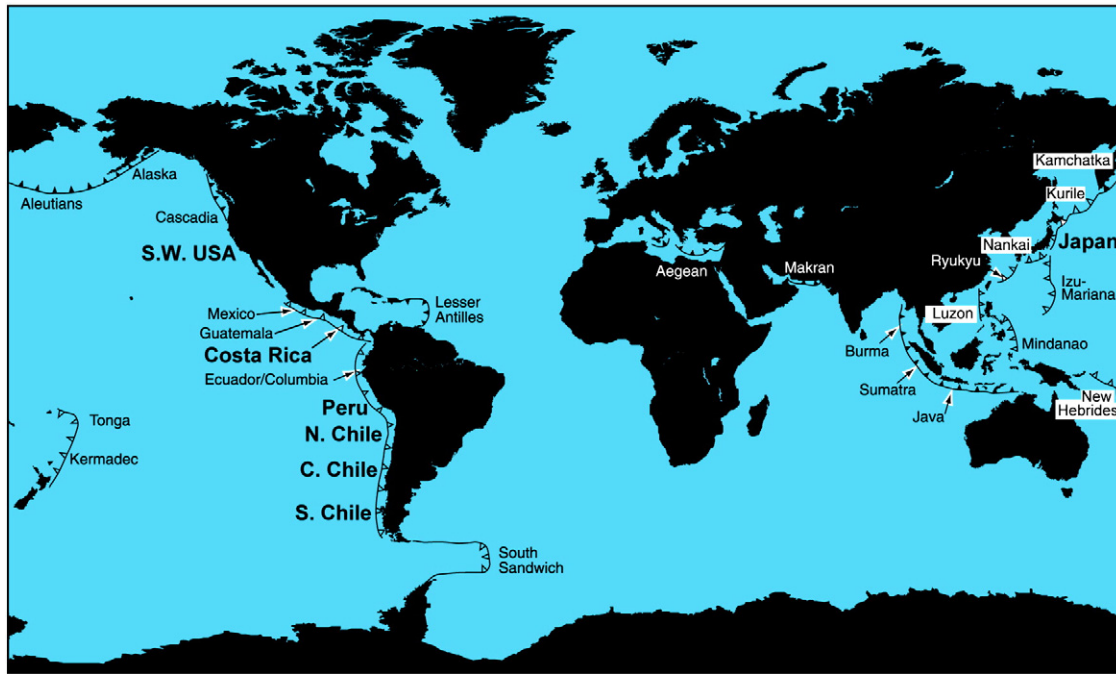 Kamchatka
Alaska
Aleutians
Kurile
Cascadia
S.W. USA
Japan
Nankai
Ryukyu
Aegean
Makran
Izu-
Mariana
Lesser
Antilles
Mexico
Guatemala
Luzon
Costa Rica
Mindanao
Burma
Ecuador/Columbia
Sumatra
Peru
New
Hebrides
Java
Tonga
N. Chile
Kermadec
C. Chile
S. Chile
South
Sandwich